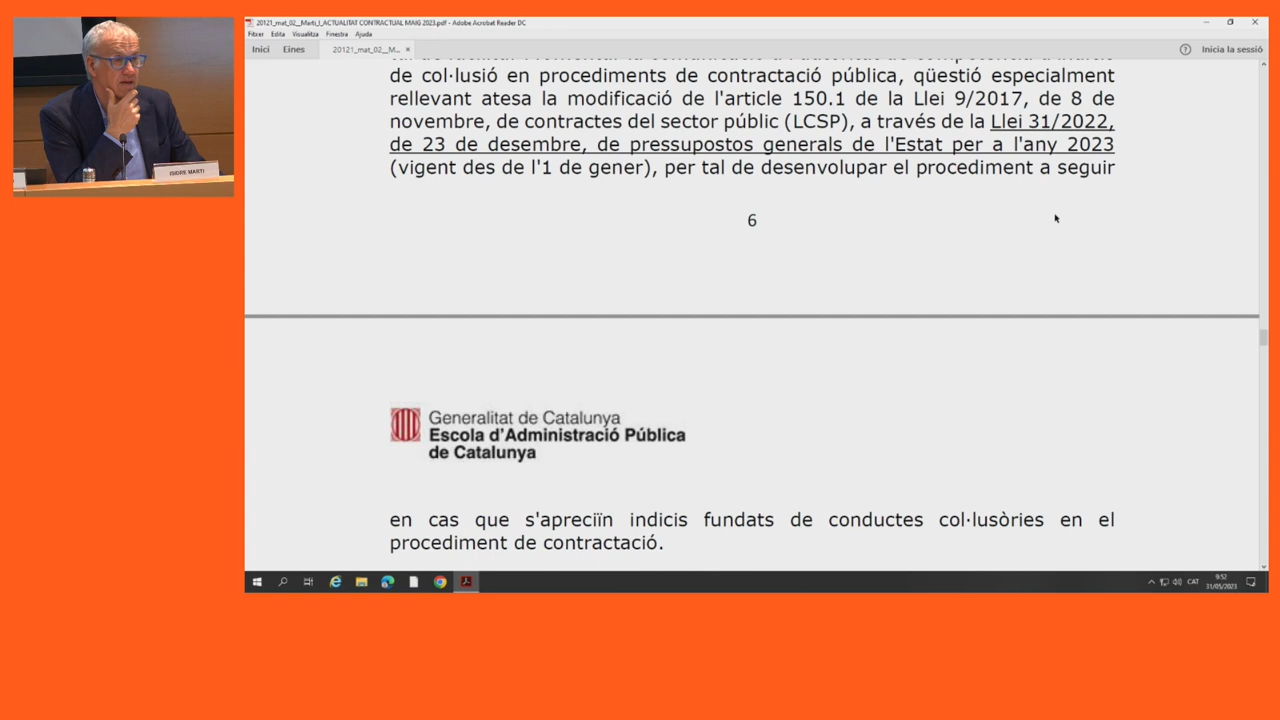 ISIDRE MARTÍ
20121_mat_02__Marti_I_ACTUALITAT CONTRACTUAL MAIG 2023.pdf - Adobe Acrobat Reader DC
Fitxer Edita Visualitza Finestra Ajuda
Inici Eines 20121_mat_02__M... × Inicia la sessió
de col·lusió en procediments de contractació pública, qüestió especialment
rellevant atesa la modificació de l'article 150.1 de la Llei 9/2017, de 8 de
novembre, de contractes del sector públic (LCSP), a través de la Llei 31/2022,
de 23 de desembre, de pressupostos generals de l'Estat per a l'any 2023
(vigent des de l'1 de gener), per tal de desenvolupar el procediment a seguir
6
Generalitat de Catalunya
Escola d'Administració Pública
de Catalunya
en cas que s'apreciïn indicis fundats de conductes col·lusòries en el
procediment de contractació.
CAT
9:52
31/05/2023